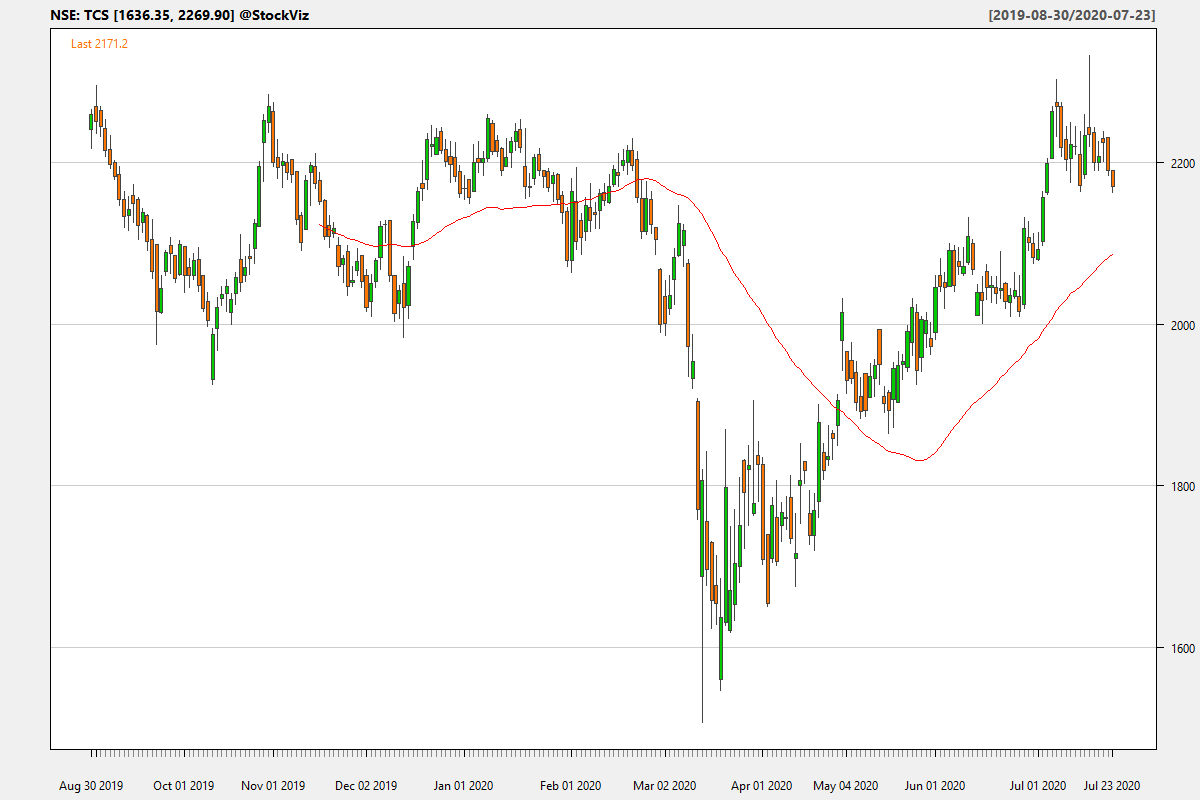 NSE: TCS [1636.35, 2269.90] @StockViz [2019-08-30/2020-07-23]
Last 2171.2
2200
2000
1800
1600
Aug 30 2019 Oct 01 2019 Nov 01 2019 Dec 02 2019 Jan 01 2020 Feb 02 2020 Mar 02 2020 Apr 01 2020 May 04 2020 Jun 01 2020 Jul 01 2020 Jul 23 2020